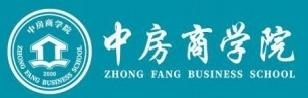 中房商学院
ZHONG FANG BUSINESS SCHOOL
2000
中房商学院
ZHONG FANG BUSINESS SCHOOL